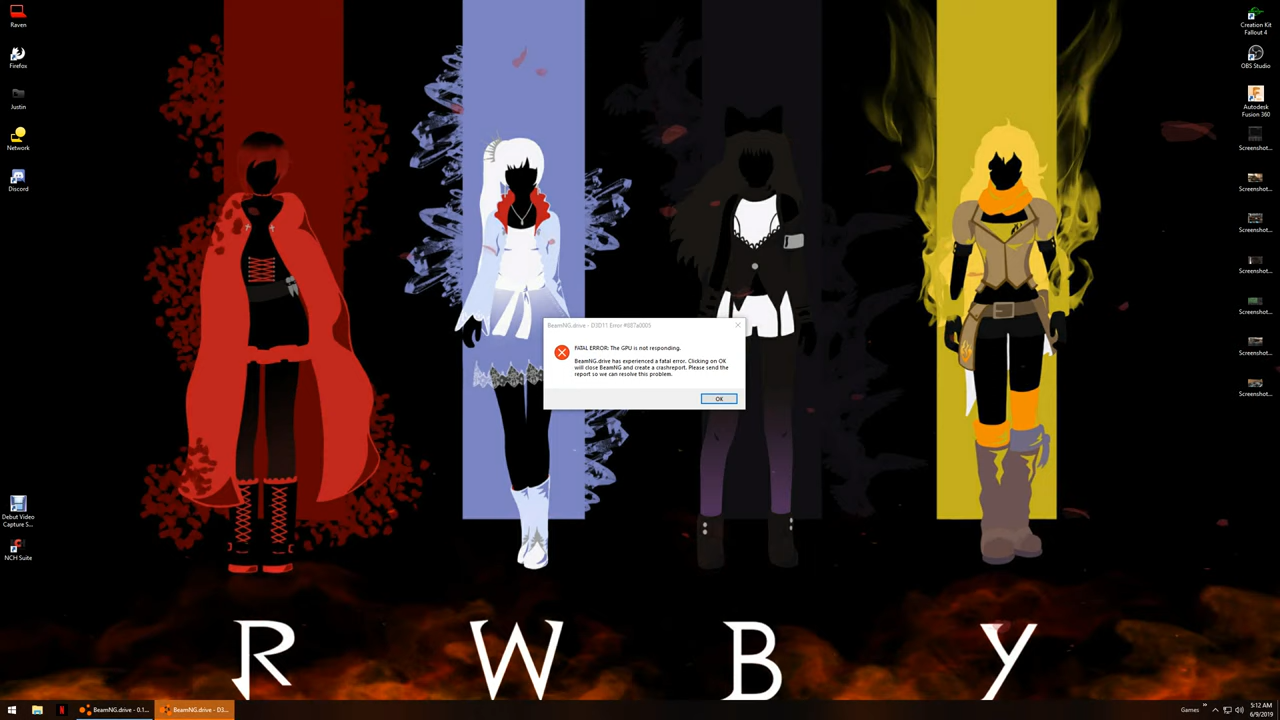 Raven
Firefox
Justin
Network
Discord
Debut Video
Capture S...
NCH Suite
Creation Kit
Fallout 4
OBS Studio
Autodesk
Fusion 360
Screenshot...
Screenshot...
Screenshot...
Screenshot...
Screenshot...
Screenshot...
Screenshot...
BeamNG.drive - D3D11 Error #887a0005
FATAL ERROR: The GPU is not responding.
BeamNG.drive has experienced a fatal error. Clicking on OK
will close BeamNG and create a crashreport. Please send the
report so we can resolve this problem.
OK
R W B Y
BeamNG.drive - 0.1...
BeamNG.drive - D3...
Games
5:12 AM
6/9/2019